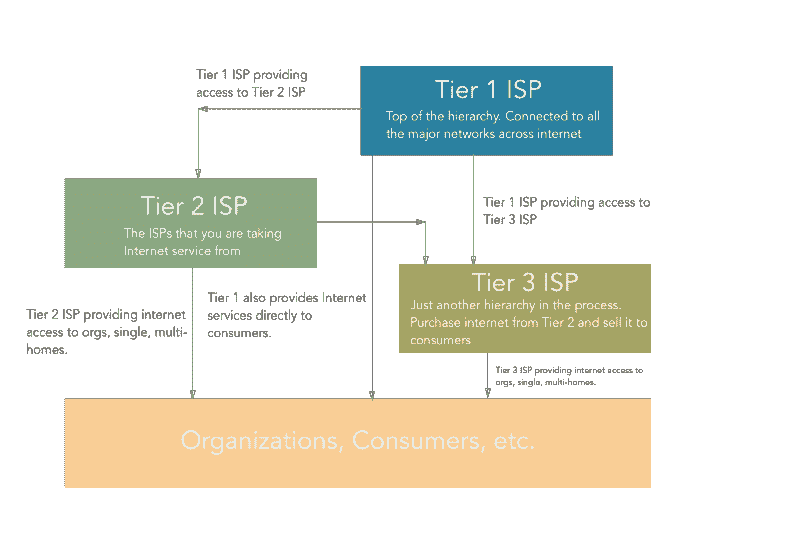 Tier 1 ISP providing
access to Tier 2 ISP
Tier 1 ISP
Top of the hierarchy. Connected to all
the major networks across internet
Tier 2 ISP
The ISPs that you are taking
Internet service from
Tier 1 ISP providing access to
Tier 3 ISP
Tier 3 ISP
Just another hierarchy in the process.
Purchase internet from Tier 2 and sell it to
consumers
Tier 2 ISP providing internet
access to orgs, single, multi-
homes.
Tier 1 also provides Internet
services directly to
consumers.
Tier 3 ISP providing internet access to
orgs, single, multi-homes.
Organizations, Consumers, etc.